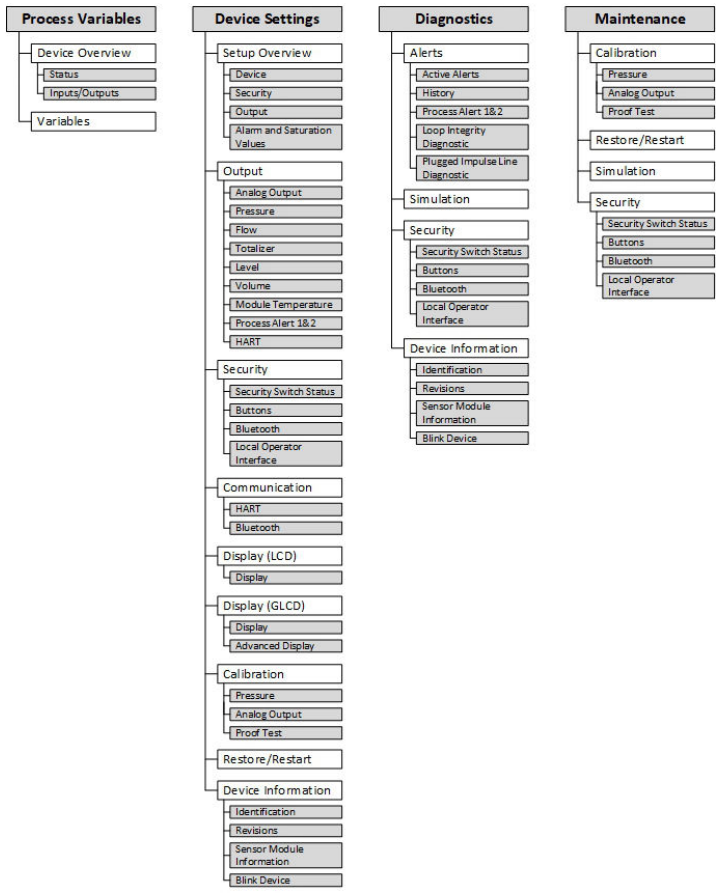 Process Variables
Device Overview
Status
Inputs/Outputs
Variables
Device Settings
Setup Overview
Device
Security
Output
Alarm and Saturation
Values
Output
Analog Output
Pressure
Flow
Totalizer
Level
Volume
Module Temperature
Process Alert 1&2
HART
Security
Security Switch Status
Buttons
Bluetooth
Local Operator
Interface
Communication
HART
Bluetooth
Display (LCD)
Display
Display (GLCD)
Display
Advanced Display
Calibration
Pressure
Analog Output
Proof Test
Restore/Restart
Device Information
Identification
Revisions
Sensor Module
Information
Blink Device
Diagnostics
Alerts
Active Alerts
History
Process Alert 1&2
Loop Integrity
Diagnostic
Plugged Impulse Line
Diagnostic
Simulation
Security
Security Switch Status
Buttons
Bluetooth
Local Operator
Interface
Device Information
Identification
Revisions
Sensor Module
Information
Blink Device
Maintenance
Calibration
Pressure
Analog Output
Proof Test
Restore/Restart
Simulation
Security
Security Switch Status
Buttons
Bluetooth
Local Operator
Interface